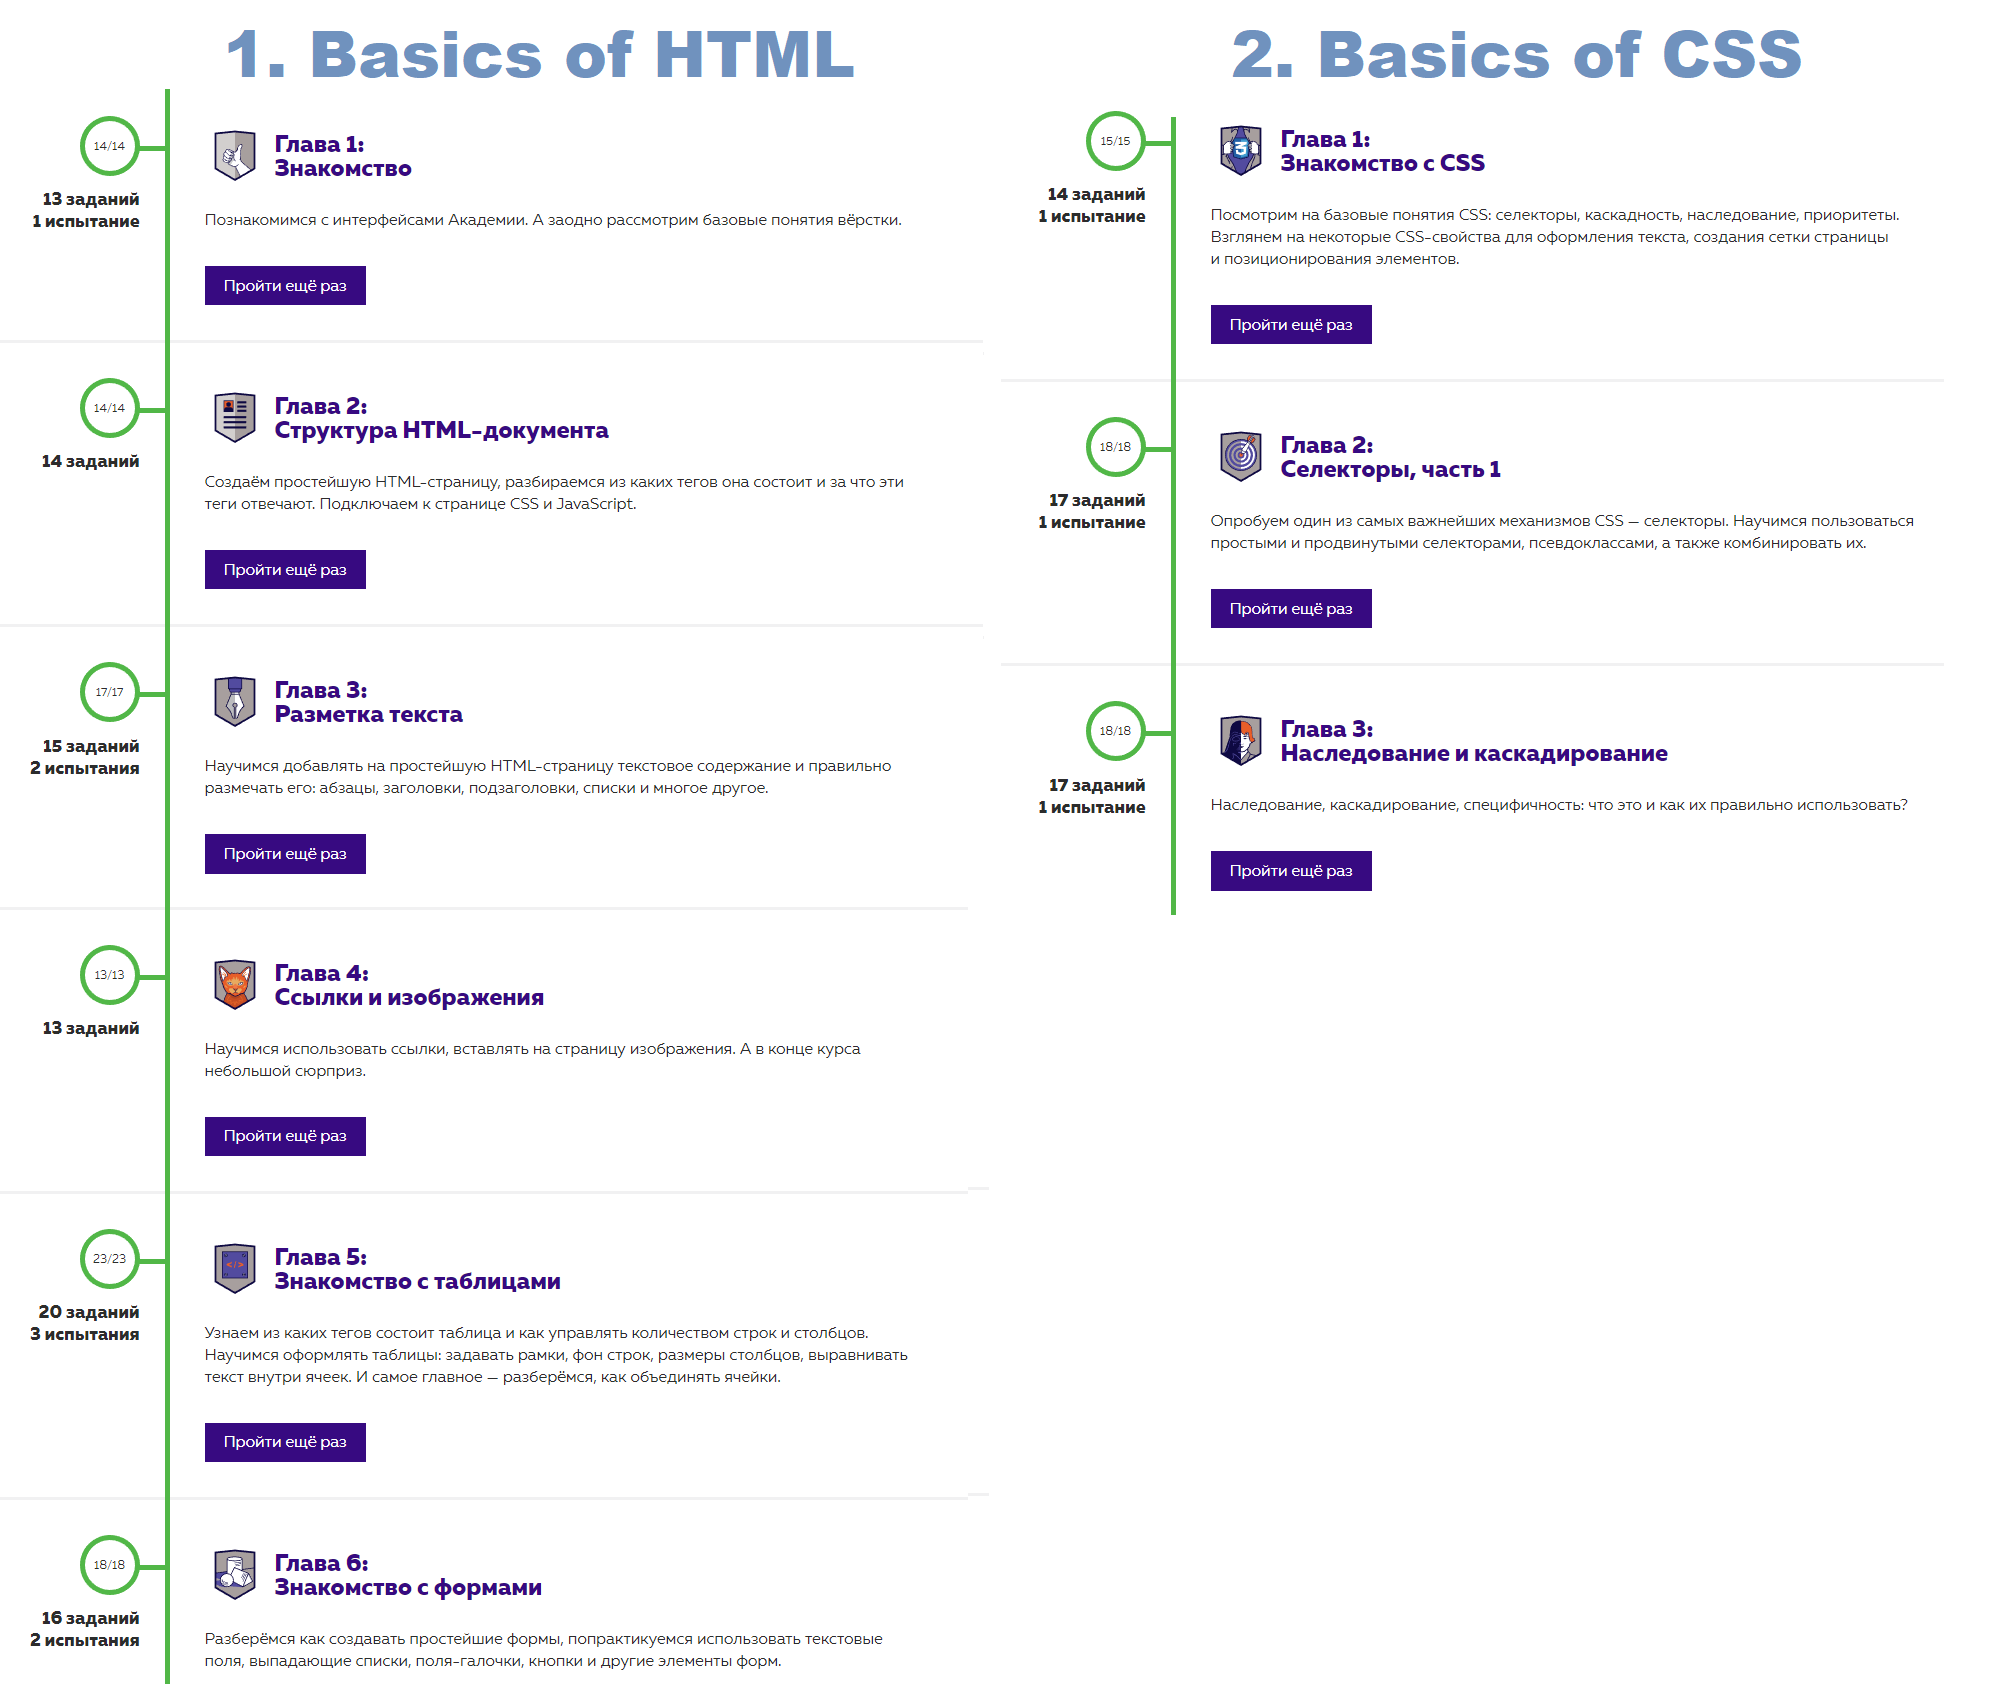 1. Basics of HTML
14/14
13 заданий
1 испытание
Глава 1:
Знакомство
Познакомимся с интерфейсами Академии. А заодно рассмотрим базовые понятия вёрстки.
Пройти ещё раз
14/14
14 заданий
Глава 2:
Структура HTML-документа
Создаём простейшую HTML-страницу, разбираемся из каких тегов она состоит и за что эти
теги отвечают. Подключаем к странице CSS и JavaScript.
Пройти ещё раз
17/17
15 заданий
2 испытания
Глава 3:
Разметка текста
Научимся добавлять на простейшую HTML-страницу текстовое содержание и правильно
размечать его: абзацы, заголовки, подзаголовки, списки и многое другое.
Пройти ещё раз
13/13
13 заданий
Глава 4:
Ссылки и изображения
Научимся использовать ссылки, вставлять на страницу изображения. А в конце курса
небольшой сюрприз.
Пройти ещё раз
23/23
20 заданий
3 испытания
</>
Глава 5:
Знакомство с таблицами
Узнаем из каких тегов состоит таблица и как управлять количеством строк и столбцов.
Научимся оформлять таблицы: задавать рамки, фон строк, размеры столбцов, выравнивать
текст внутри ячеек. И самое главное — разберёмся, как объединять ячейки.
Пройти ещё раз
18/18
16 заданий
2 испытания
Глава 6:
Знакомство с формами
Разберёмся как создавать простейшие формы, попрактикуемся использовать текстовые
поля, выпадающие списки, поля-галочки, кнопки и другие элементы форм.
2. Basics of CSS
15/15
14 заданий
1 испытание
Глава 1:
Знакомство с CSS
Посмотрим на базовые понятия CSS: селекторы, каскадность, наследование, приоритеты.
Взглянем на некоторые CSS-свойства для оформления текста, создания сетки страницы
и позиционирования элементов.
Пройти ещё раз
18/18
17 заданий
1 испытание
Глава 2:
Селекторы, часть 1
Опробуем один из самых важнейших механизмов CSS — селекторы. Научимся пользоваться
простыми и продвинутыми селекторами, псевдоклассами, а также комбинировать их.
Пройти ещё раз
18/18
17 заданий
1 испытание
Глава 3:
Наследование и каскадирование
Наследование, каскадирование, специфичность: что это и как их правильно использовать?
Пройти ещё раз